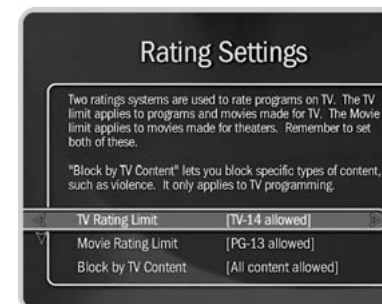 Rating Settings
Two ratings systems are used to rate programs on TV. The TV
limit applies to programs and movies made for TV. The Movie
limit applies to movies made for theaters. Remember to set
both of these.
"Block by TV Content" lets you block specific types of content,
such as violence. It only applies to TV programming.
TV Rating Limit [TV-14 allowed]
Movie Rating Limit [PG-13 allowed]
Block by TV Content [All content allowed]